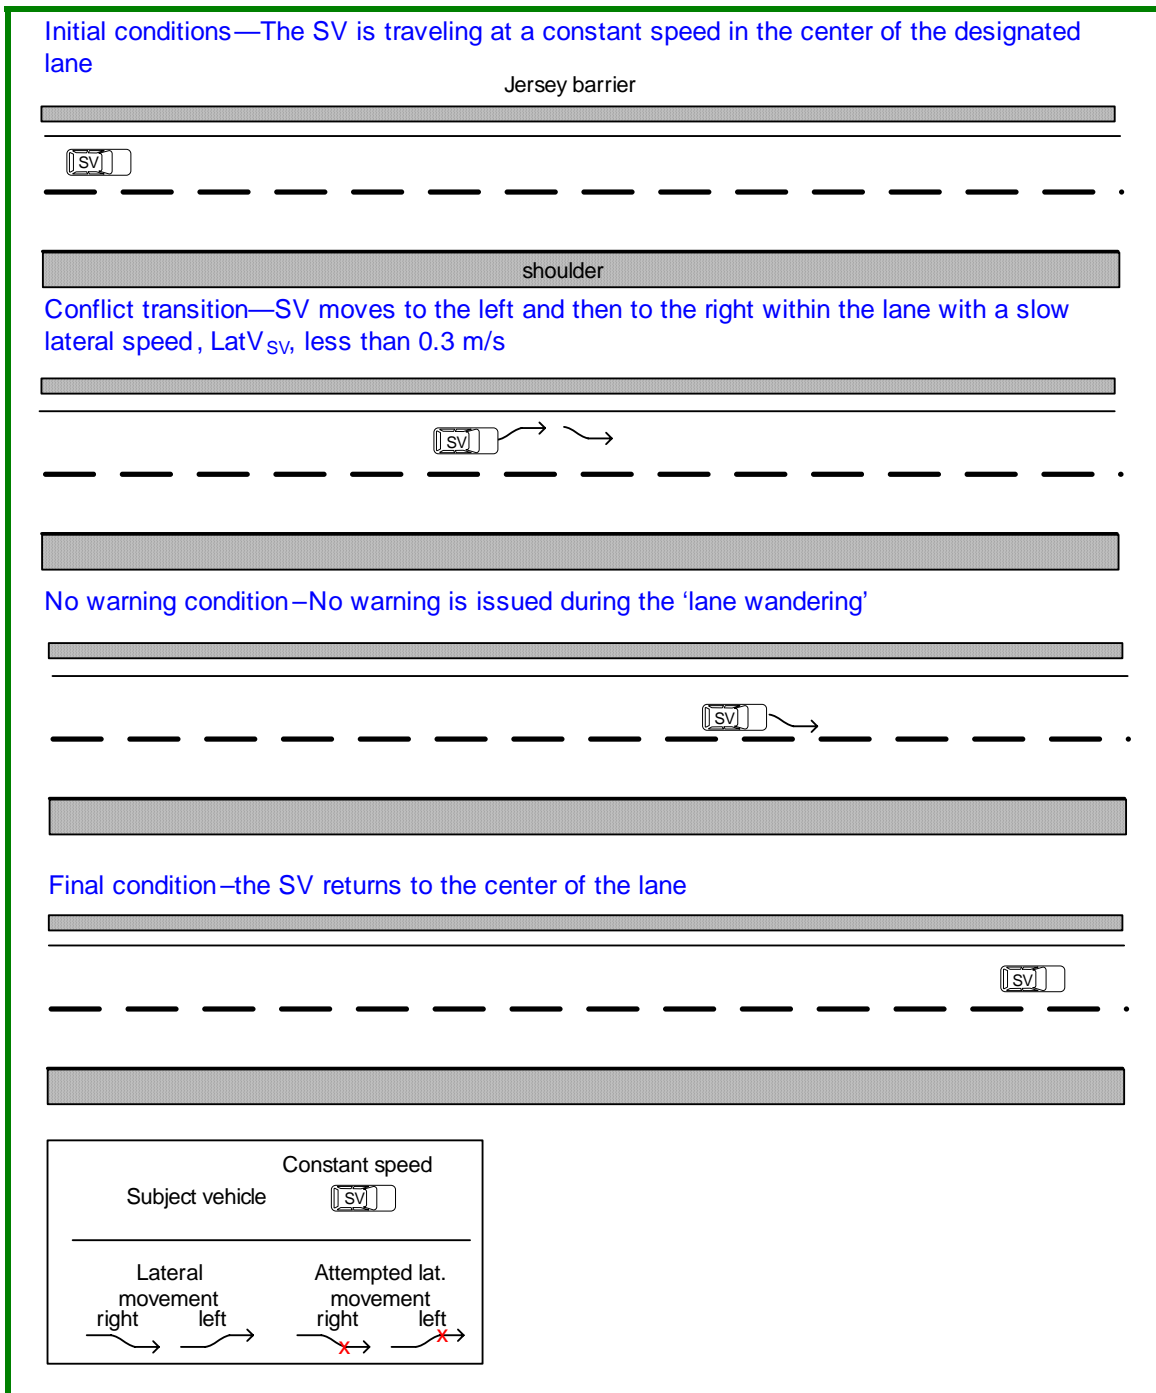 Initial conditions—The SV is traveling at a constant speed in the center of the designated
lane
Jersey barrier
SV
shoulder
Conflict transition—SV moves to the left and then to the right within the lane with a slow
lateral speed, LatVSV, less than 0.3 m/s
SV
No warning condition–No warning is issued during the ‘lane wandering’
SV
Final condition–the SV returns to the center of the lane
SV
Constant speed
Subject vehicle SV
Lateral Attempted lat.
movement movement
right left right left
x x